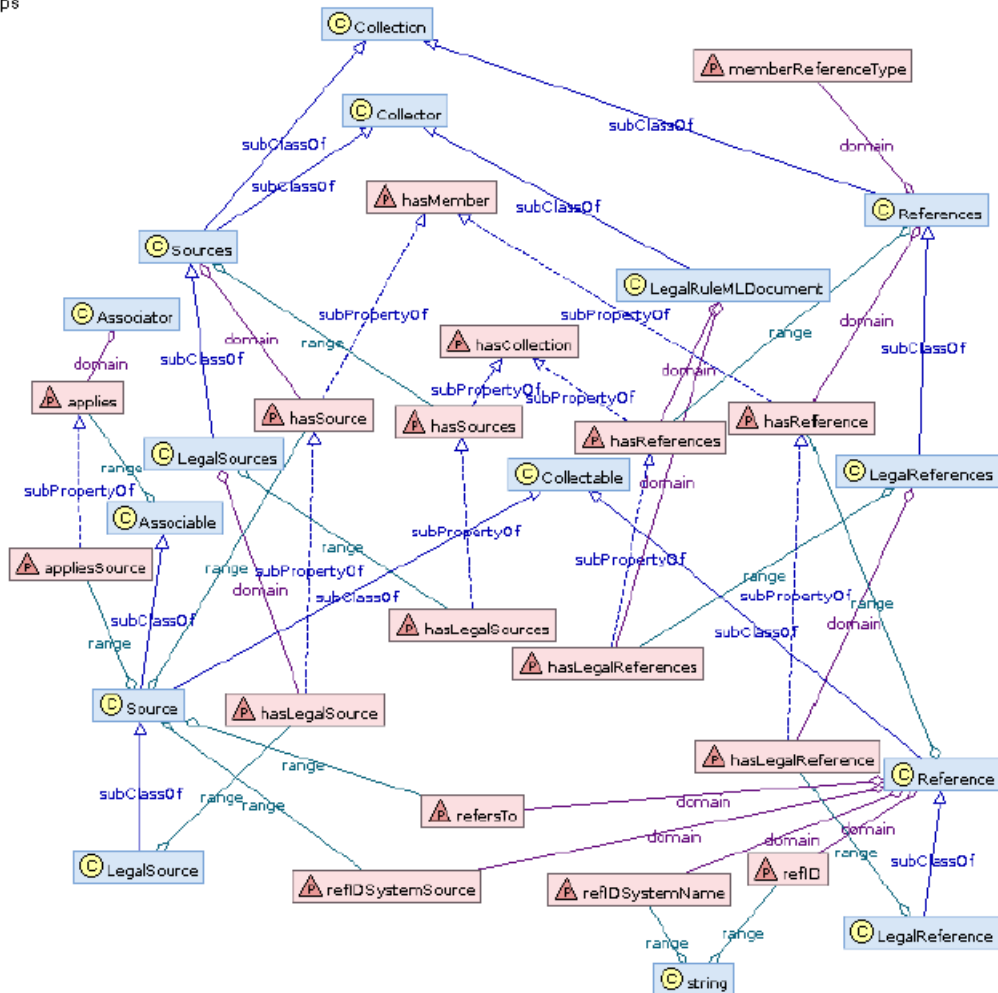 ps
C Collection
P memberReferenceType
C Collector
subClassOf
subClassOf
domain
subClassOf
P hasMember
subClassOf
C References
C Sources
C LegalRuleMLDocument
C Associator
subPropertyOf
subPropertyOf
domain
range
domain
range
P hasCollection
subClassOf
subClassOf
domain
domain
P applies
subPropertyOf
subPropertyOf
P hasSource
P hasSources
P hasReference
P hasReferences
C LegalSources
range
C Collectable
C LegalReferences
domain
subPropertyOf
C Associable
subPropertyOf
range
P appliesSource
range
subPropertyOf
subPropertyOf
range
domain
subClassOf
subPropertyOf
range
subClassOf
P hasLegalSources
domain
subClassOf
range
P hasLegalReferences
C Source
P hasLegalSource
P hasLegalReference
range
C Reference
subClassOf
range
range
P refersTo
domain
domain
domain
domain
range
C LegalSource
P refIDSystemSource
P refIDSystemName
P refID
subClassOf
range
range
C LegalReference
C string